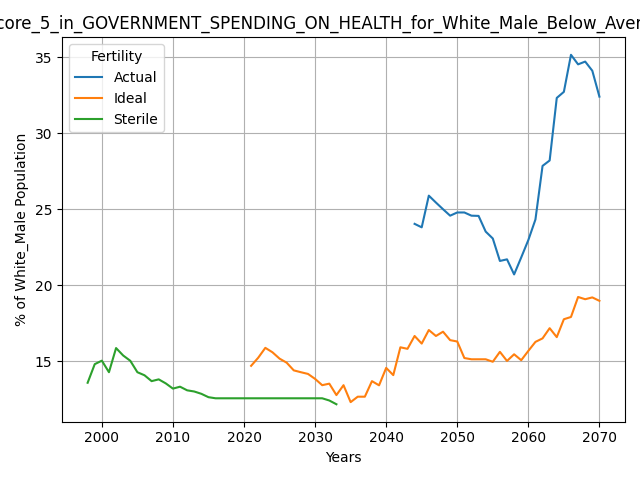 core_5_in_GOVERNMENT_SPENDING_ON_HEALTH_for_White_Male_Below_Aver
Fertility
Actual
Ideal
Sterile
% of White_Male Population
35
30
25
20
15
2000 2010 2020 2030 2040 2050 2060 2070
Years